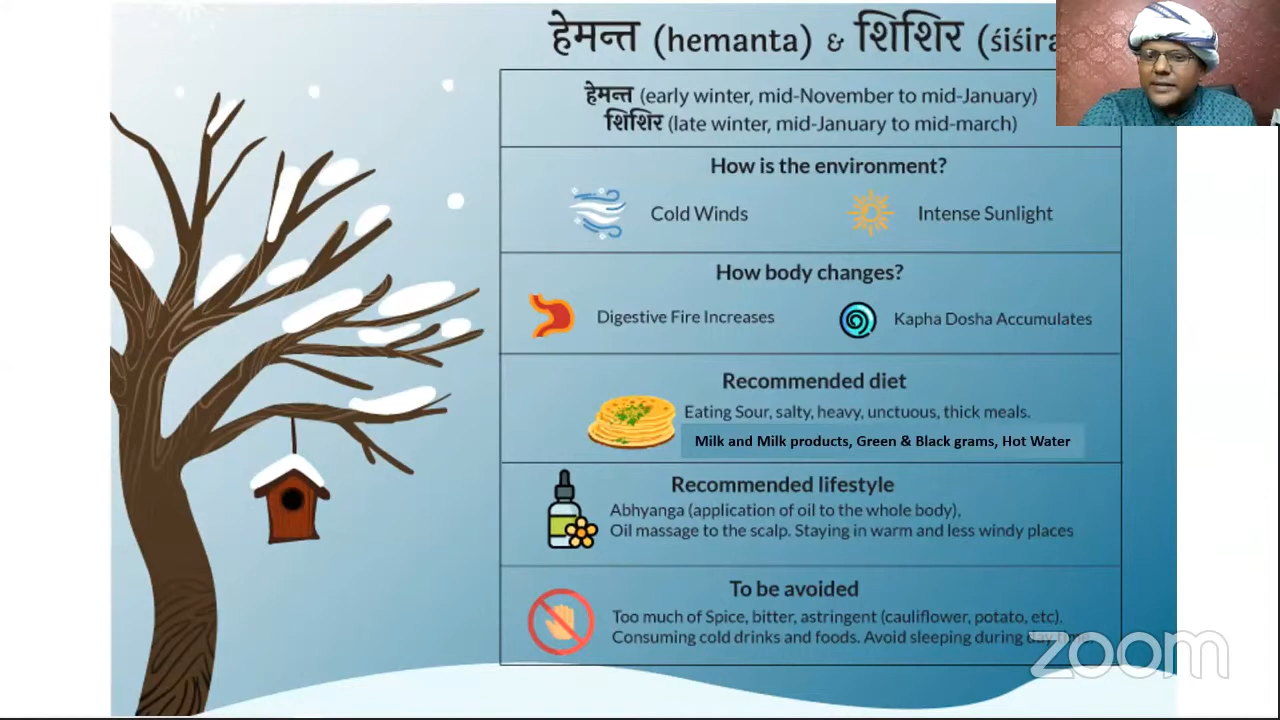 हेमन्त (hemanta) & शिशिर (śiśira
हेमन्त (early winter, mid-November to mid-January)
शिशिर (late winter, mid-January to mid-march)
How is the environment?
Cold Winds Intense Sunlight
How body changes?
Digestive Fire Increases Kapha Dosha Accumulates
Recommended diet
Eating Sour, salty, heavy, unctuous, thick meals.
Milk and Milk products, Green & Black grams, Hot Water
Recommended lifestyle
Abhyanga (application of oil to the whole body),
Oil massage to the scalp. Staying in warm and less windy places
To be avoided
Too much of Spice, bitter, astringent (cauliflower, potato, etc).
Consuming cold drinks and foods. Avoid sleeping during day time
zoom